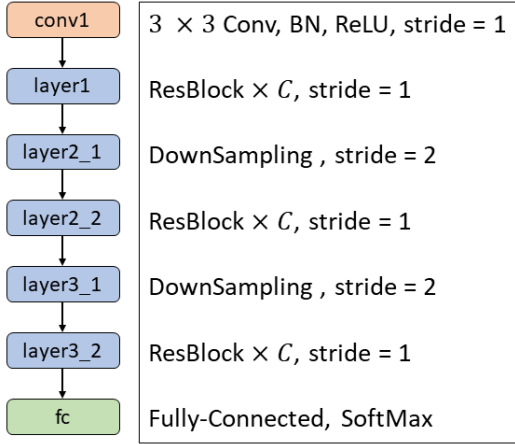 conv1 3 × 3 Conv, BN, ReLU, stride = 1
layer1 ResBlock × C, stride = 1
layer2_1 DownSampling , stride = 2
layer2_2 ResBlock × C, stride = 1
layer3_1 DownSampling , stride = 2
layer3_2 ResBlock × C, stride = 1
fc Fully-Connected, SoftMax